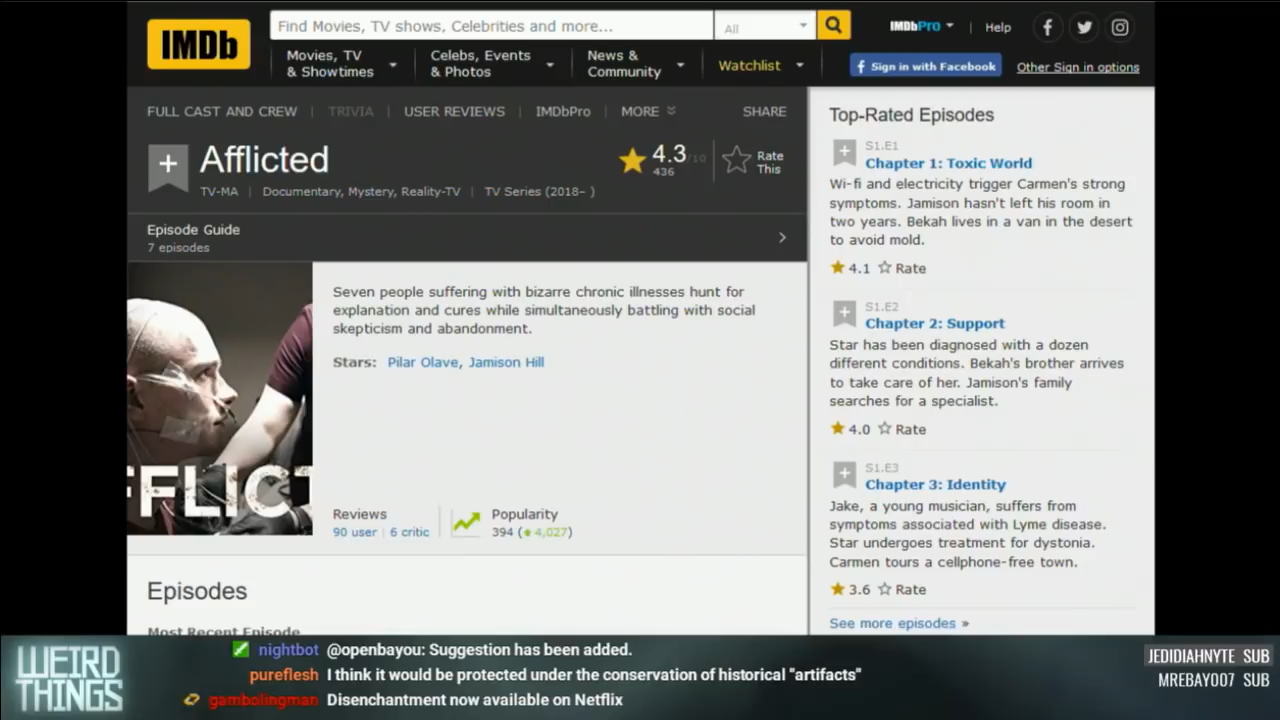 IMDb
Find Movies, TV shows, Celebrities and more...
All
IMDbPro
Help
Movies, TV
& Showtimes
Celebs, Events
& Photos
News &
Community
Watchlist
f Sign in with Facebook
Other Sign in options
FULL CAST AND CREW | TRIVIA | USER REVIEWS | IMDbPro | MORE
SHARE
Afflicted
4.3/10
436
Rate
This
TV-MA | Documentary, Mystery, Reality-TV | TV Series (2018– )
Episode Guide
7 episodes
FFLICT
Seven people suffering with bizarre chronic illnesses hunt for
explanation and cures while simultaneously battling with social
skepticism and abandonment.
Stars: Pilar Olave, Jamison Hill
Reviews
90 user | 6 critic
Popularity
394 (4,027)
Episodes
Most Recent Episode
Top-Rated Episodes
S1.E1
Chapter 1: Toxic World
Wi-fi and electricity trigger Carmen's strong
symptoms. Jamison hasn't left his room in
two years. Bekah lives in a van in the desert
to avoid mold.
4.1 Rate
S1.E2
Chapter 2: Support
Star has been diagnosed with a dozen
different conditions. Bekah's brother arrives
to take care of her. Jamison's family
searches for a specialist.
4.0 Rate
S1.E3
Chapter 3: Identity
Jake, a young musician, suffers from
symptoms associated with Lyme disease.
Star undergoes treatment for dystonia.
Carmen tours a cellphone-free town.
3.6 Rate
See more episodes »
WEIRD
THINGS
nightbot @openbayou: Suggestion has been added.
pureflesh I think it would be protected under the conservation of historical "artifacts"
gambolingman Disenchantment now available on Netflix
JEDIDIAHNYTE SUB
MREBAY007 SUB